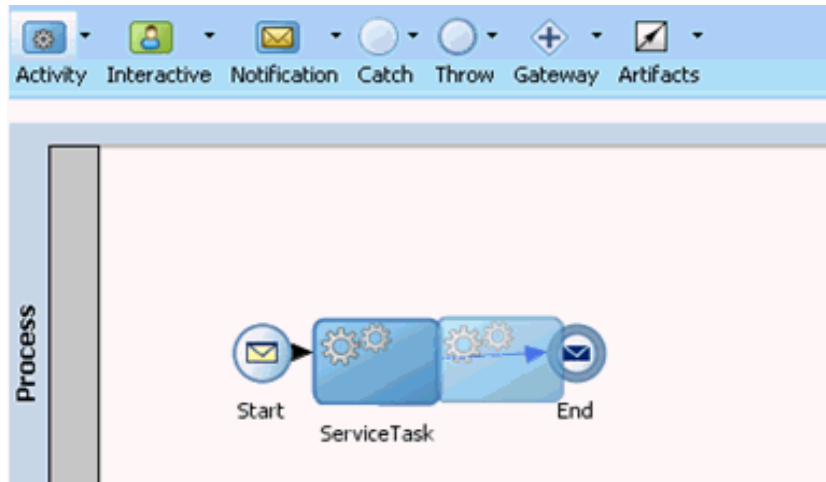 Activity Interactive Notification Catch Throw Gateway Artifacts
Process
Start
ServiceTask
End